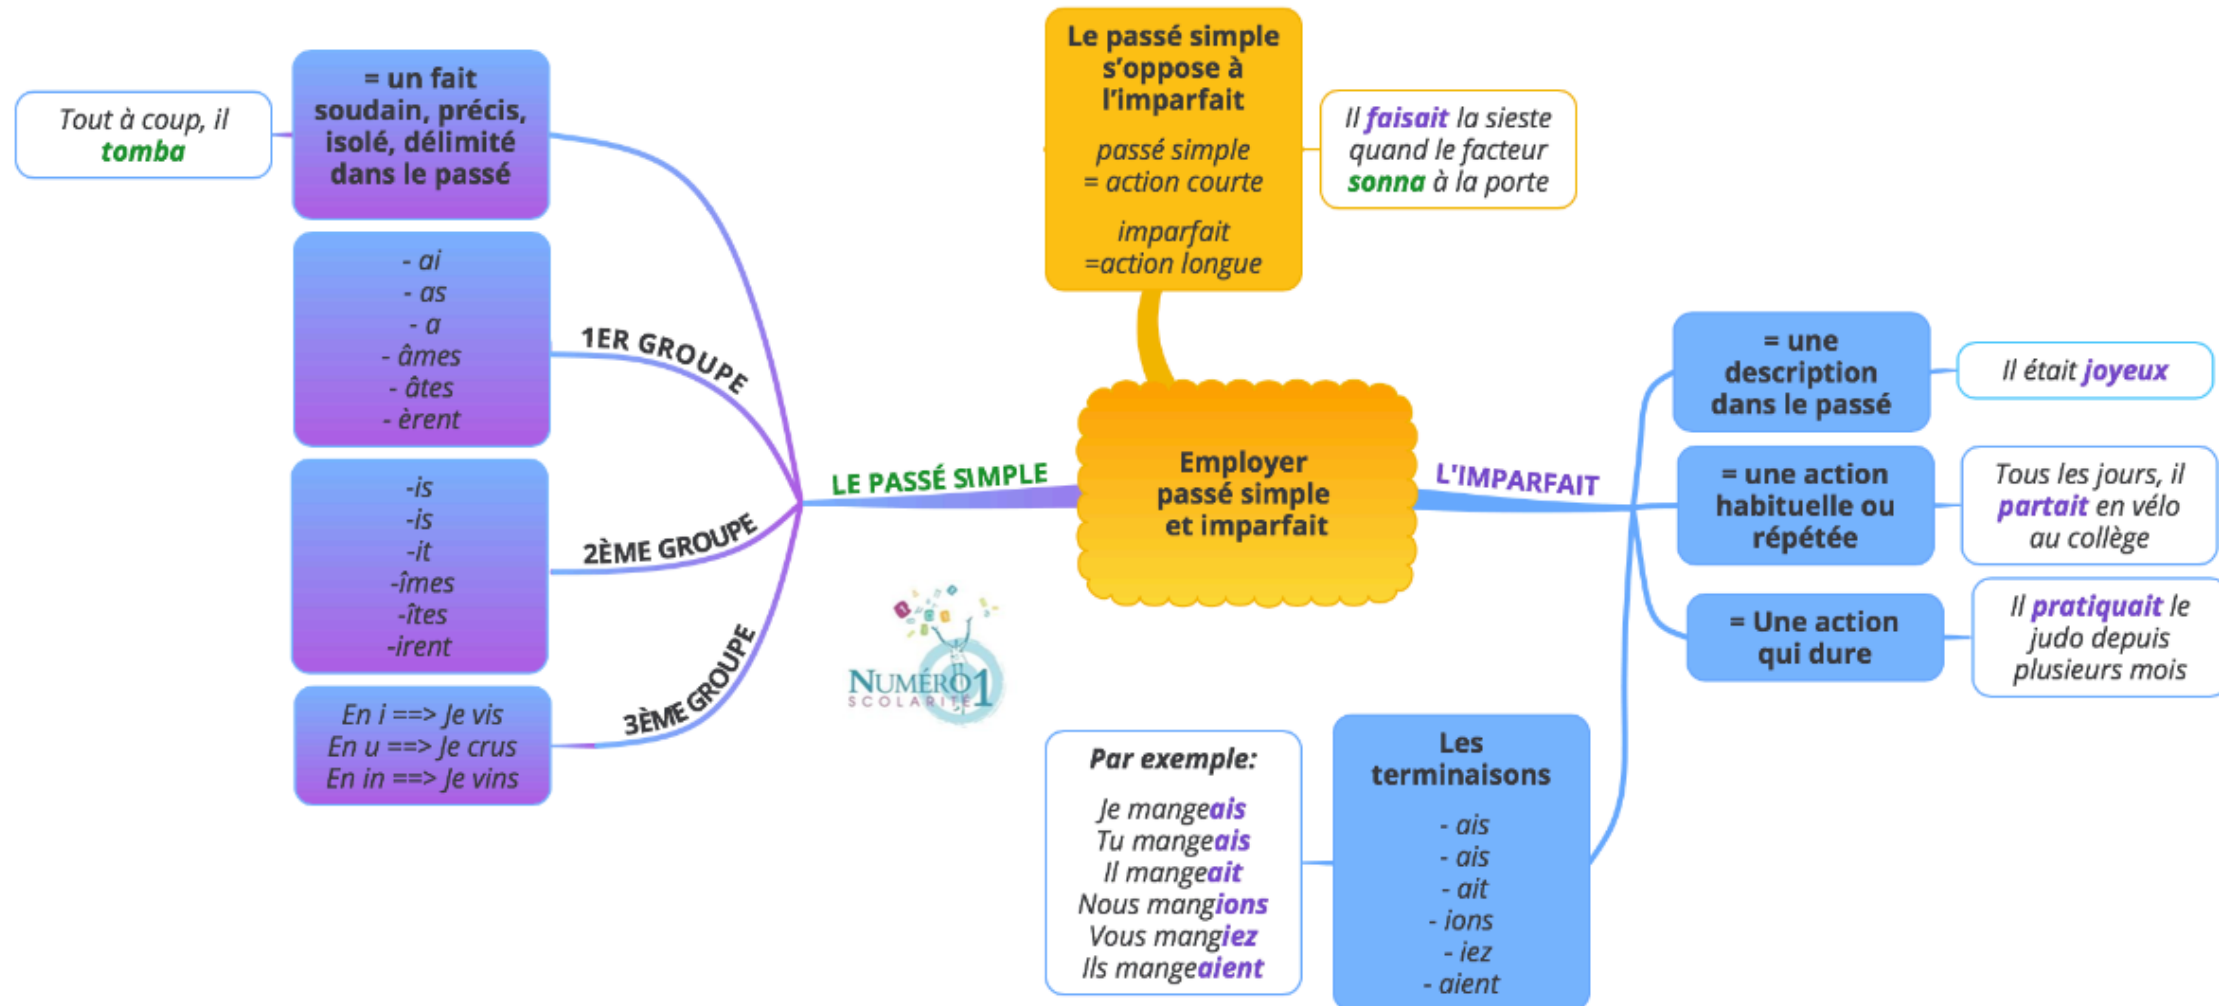 Employer
passé simple
et imparfait
Le passé simple
s'oppose à
l'imparfait
passé simple
= action courte
imparfait
=action longue
Il faisait la sieste
quand le facteur
sonna à la porte
LE PASSÉ SIMPLE
= un fait
soudain, précis,
isolé, délimité
dans le passé
Tout à coup, il
tomba
1ER GROUPE
- ai
- as
- a
- âmes
- âtes
- èrent
2ÈME GROUPE
-is
-is
-it
-îmes
-îtes
-irent
3ÈME GROUPE
En i ==> Je vis
En u ==> Je crus
En in ==> Je vins
L'IMPARFAIT
= une
description
dans le passé
Il était joyeux
= une action
habituelle ou
répétée
Tous les jours, il
partait en vélo
au collège
= Une action
qui dure
Il pratiquait le
judo depuis
plusieurs mois
Les
terminaisons
- ais
- ais
- ait
- ions
- iez
- aient
Par exemple:
Je mangeais
Tu mangeais
Il mangeait
Nous mangions
Vous mangiez
Ils mangeaient
NUMÉRO1
SCOLARITÉ